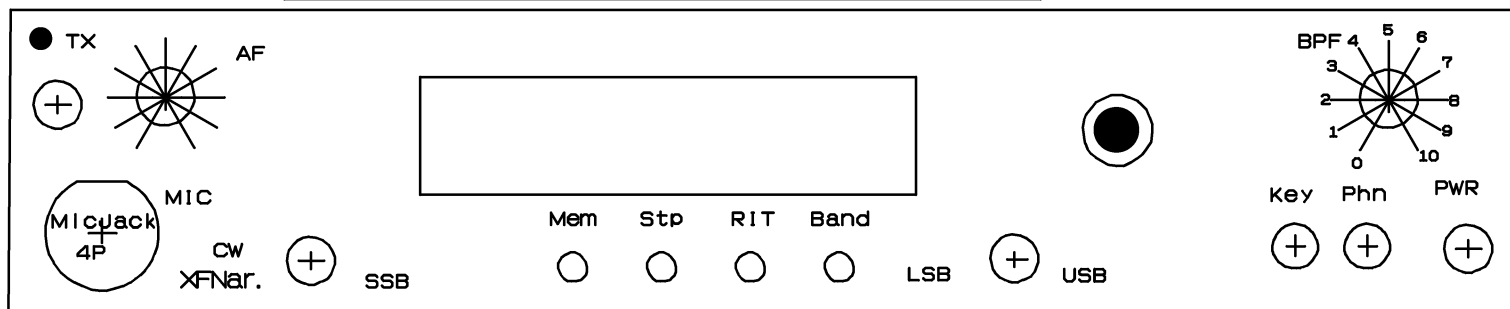 TX
AF
BPF
0
1
2
3
4
5
6
7
8
9
10
MIC
MicJack
4P
CW
XFNar.
SSB
Mem Stp RIT Band
LSB
USB
Key Phn PWR